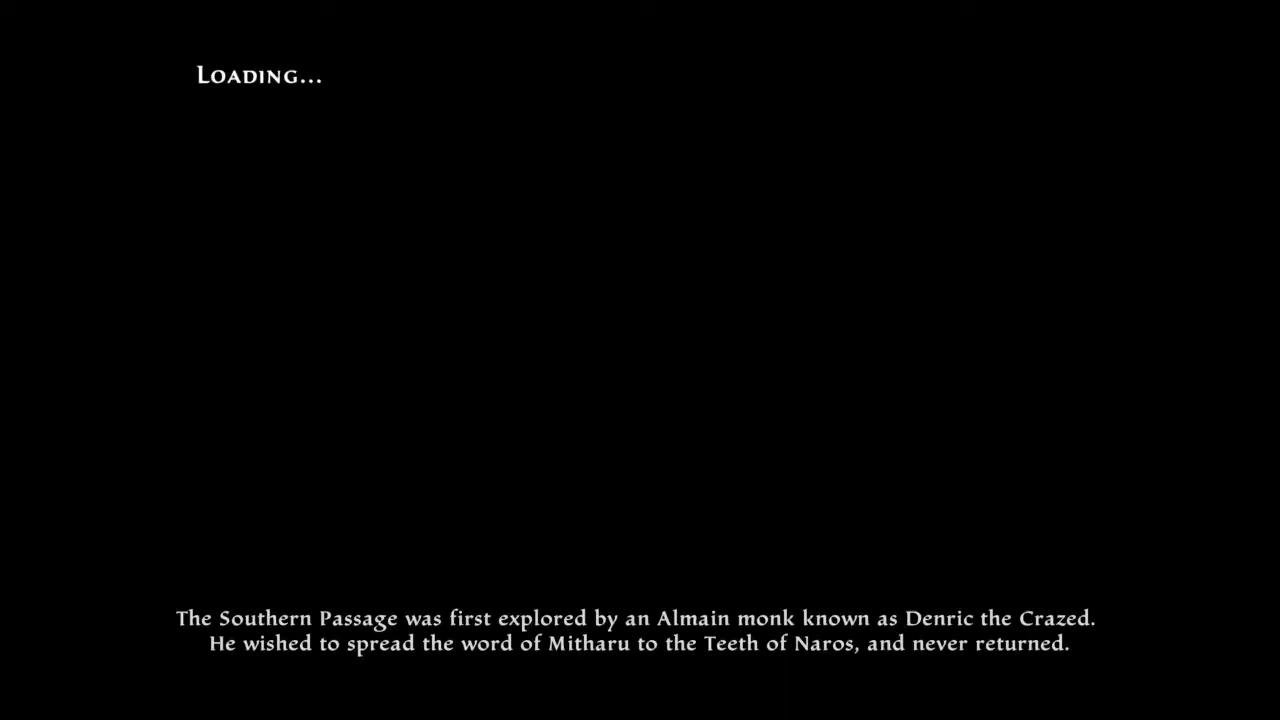 Loading...
The Southern Passage was first explored by an Almain monk known as Denric the Crazed.
He wished to spread the word of Mitharu to the Teeth of Naros, and never returned.